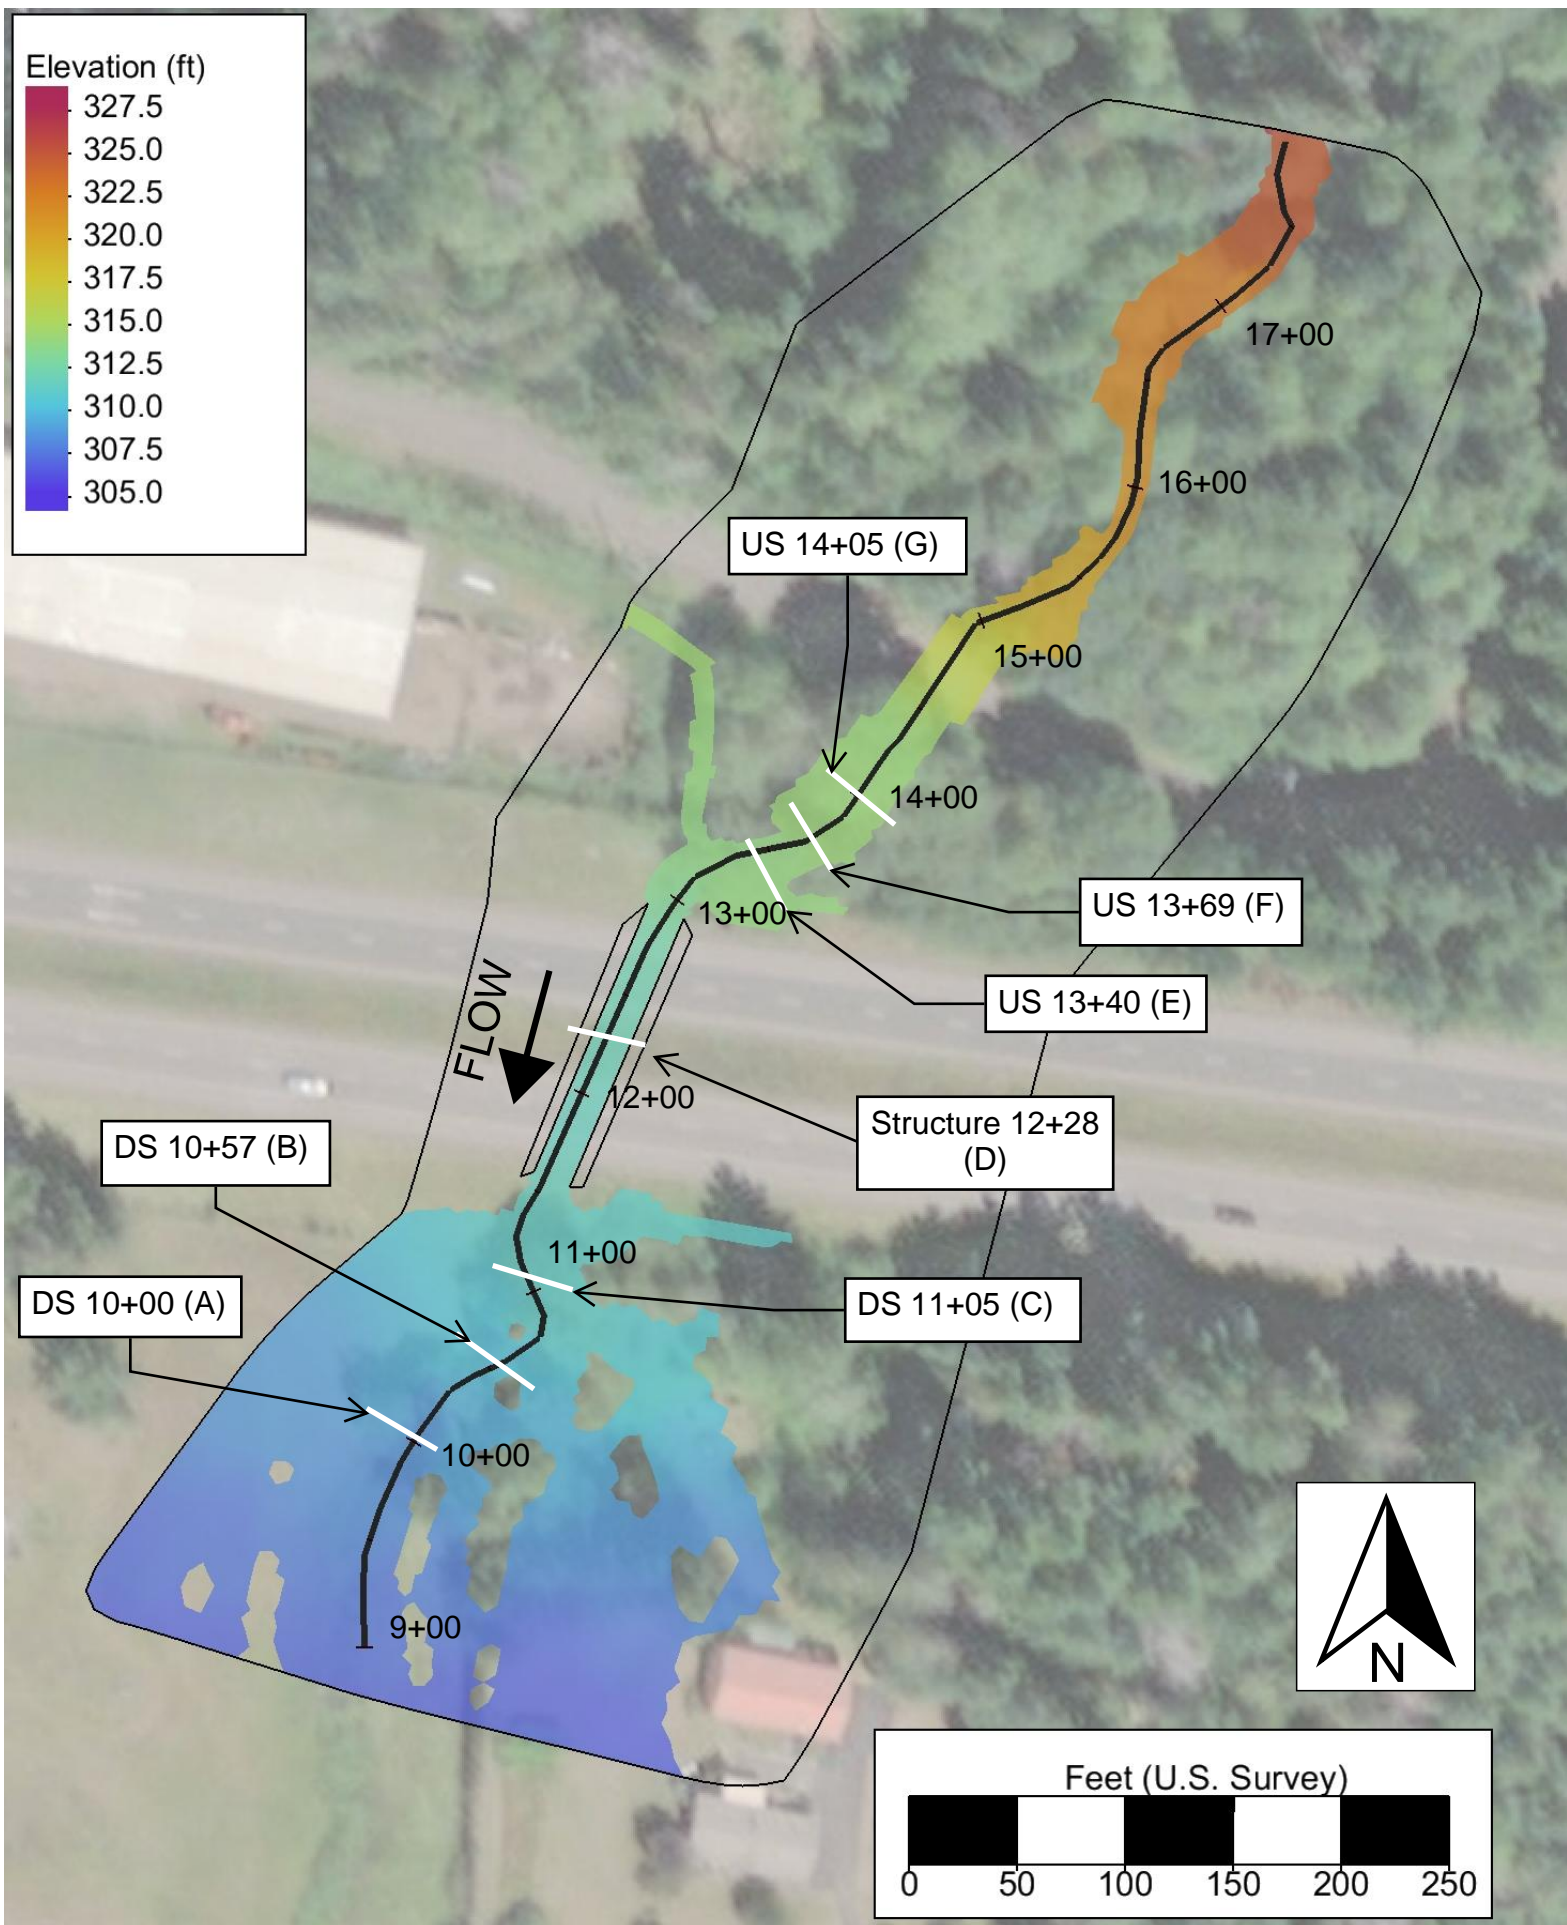 Elevation (ft)
327.5
325.0
322.5
320.0
317.5
315.0
312.5
310.0
307.5
305.0
17+00
16+00
US 14+05 (G)
15+00
14+00
US 13+69 (F)
13+00
US 13+40 (E)
FLOW
12+00
Structure 12+28
(D)
DS 10+57 (B)
11+00
DS 10+00 (A)
DS 11+05 (C)
10+00
9+00
N
Feet (U.S. Survey)
0 50 100 150 200 250